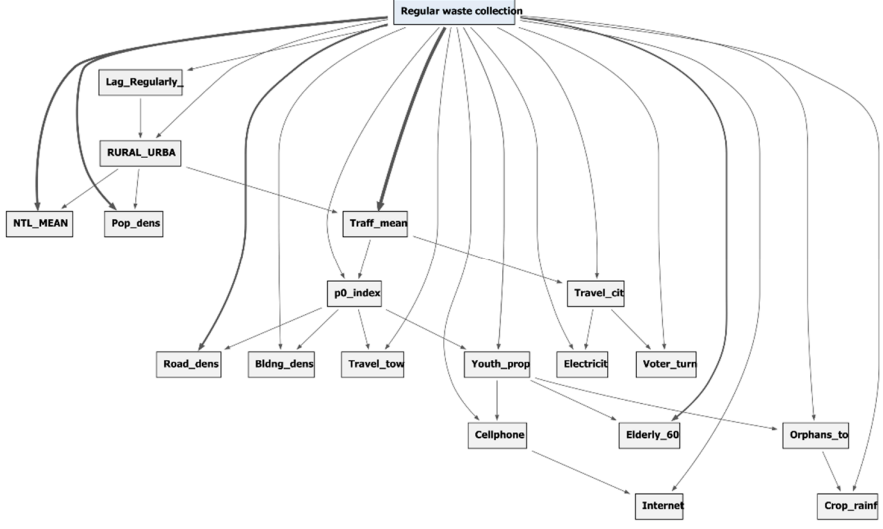 Regular waste collection
Lag_Regularly_
RURAL_URBA
NTL_MEAN
Pop_dens
Traff_mean
p0_index
Travel_cit
Road_dens
Bldng_dens
Travel_tow
Youth_prop
Electricit
Voter_turn
Cellphone
Elderly_60
Orphans_to
Internet
Crop_rainf